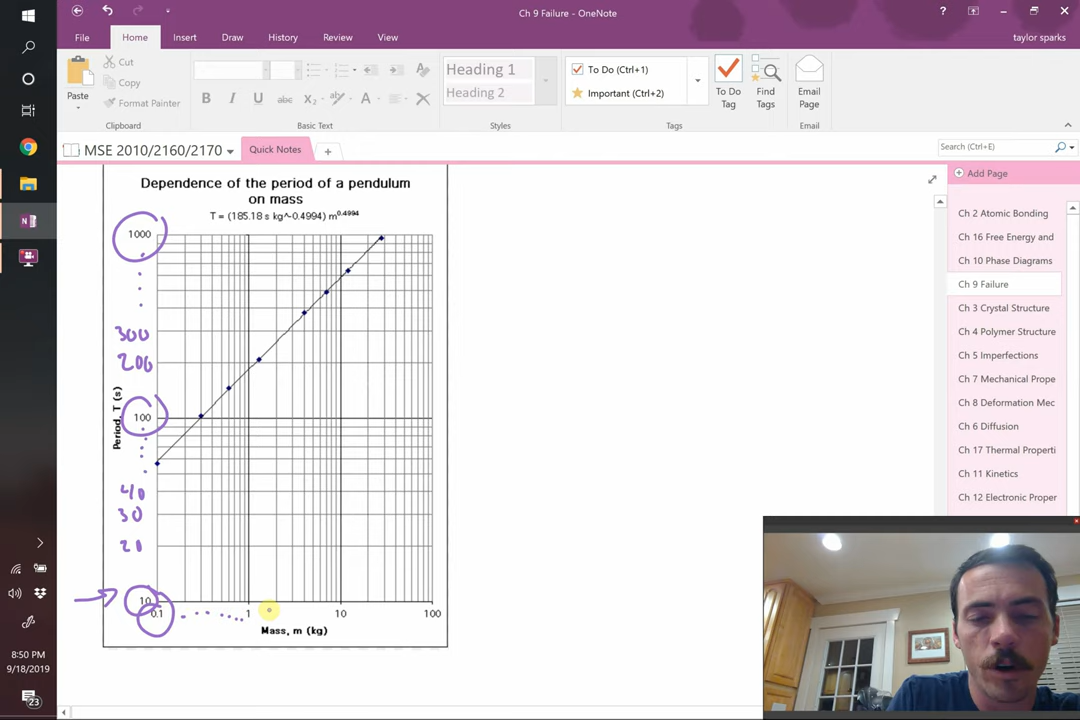 Ch 9 Failure - OneNote
taylor sparks
File
Home
Insert
Draw
History
Review
View
Paste
Cut
Copy
Format Painter
Clipboard
Basic Text
Heading 1
Heading 2
Styles
To Do (Ctrl+1)
Important (Ctrl+2)
To Do Tag
Find Tags
Tags
Email Page
Email
MSE 2010/2160/2170
Quick Notes
Search (Ctrl+E)
Add Page
Ch 2 Atomic Bonding
Ch 16 Free Energy and
Ch 10 Phase Diagrams
Ch 9 Failure
Ch 3 Crystal Structure
Ch 4 Polymer Structure
Ch 5 Imperfections
Ch 7 Mechanical Prope
Ch 8 Deformation Mec
Ch 6 Diffusion
Ch 17 Thermal Properti
Ch 11 Kinetics
Ch 12 Electronic Proper
Dependence of the period of a pendulum
on mass
T = (185.18 s kg^-0.4994) m^0.4994
1000
300
200
100
Period, T (s)
40
30
20
10
0.1 1 10 100
Mass, m (kg)
8:50 PM
9/18/2019
23